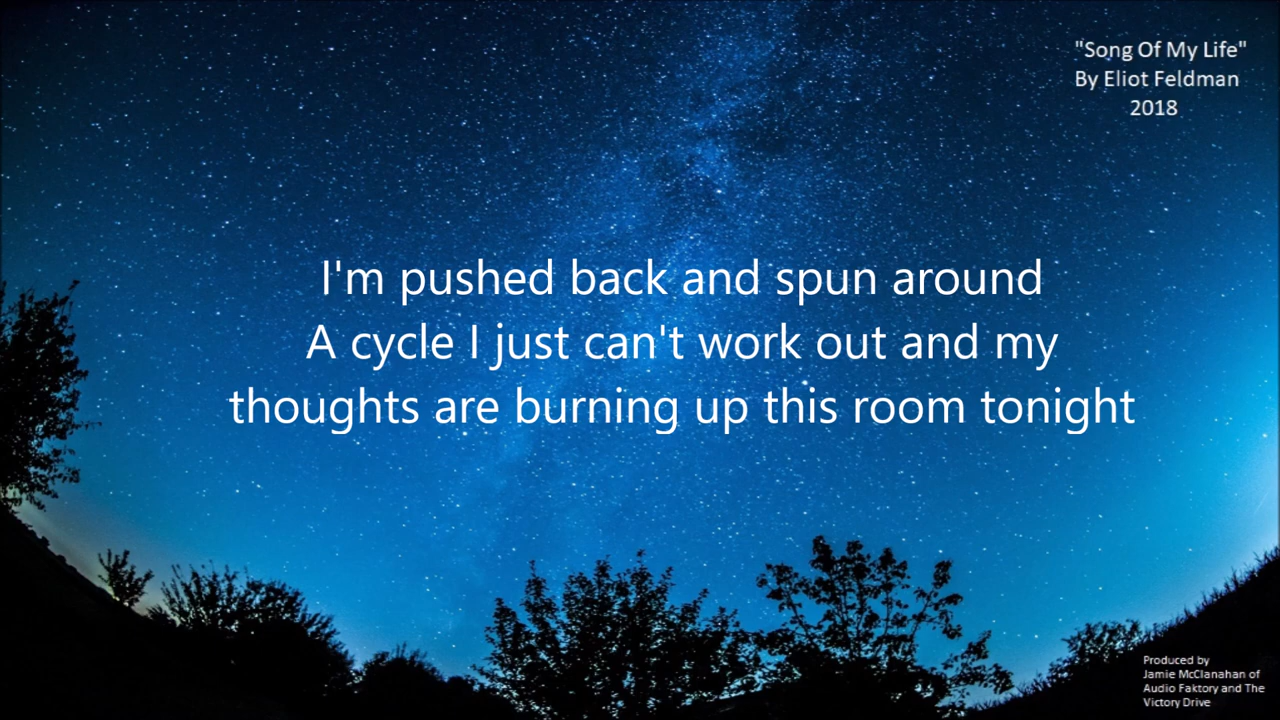 "Song Of My Life"
By Eliot Feldman
2018
I'm pushed back and spun around
A cycle I just can't work out and my
thoughts are burning up this room tonight
Produced by
Jamie McClanahan of
Audio Faktory and The
Victory Drive